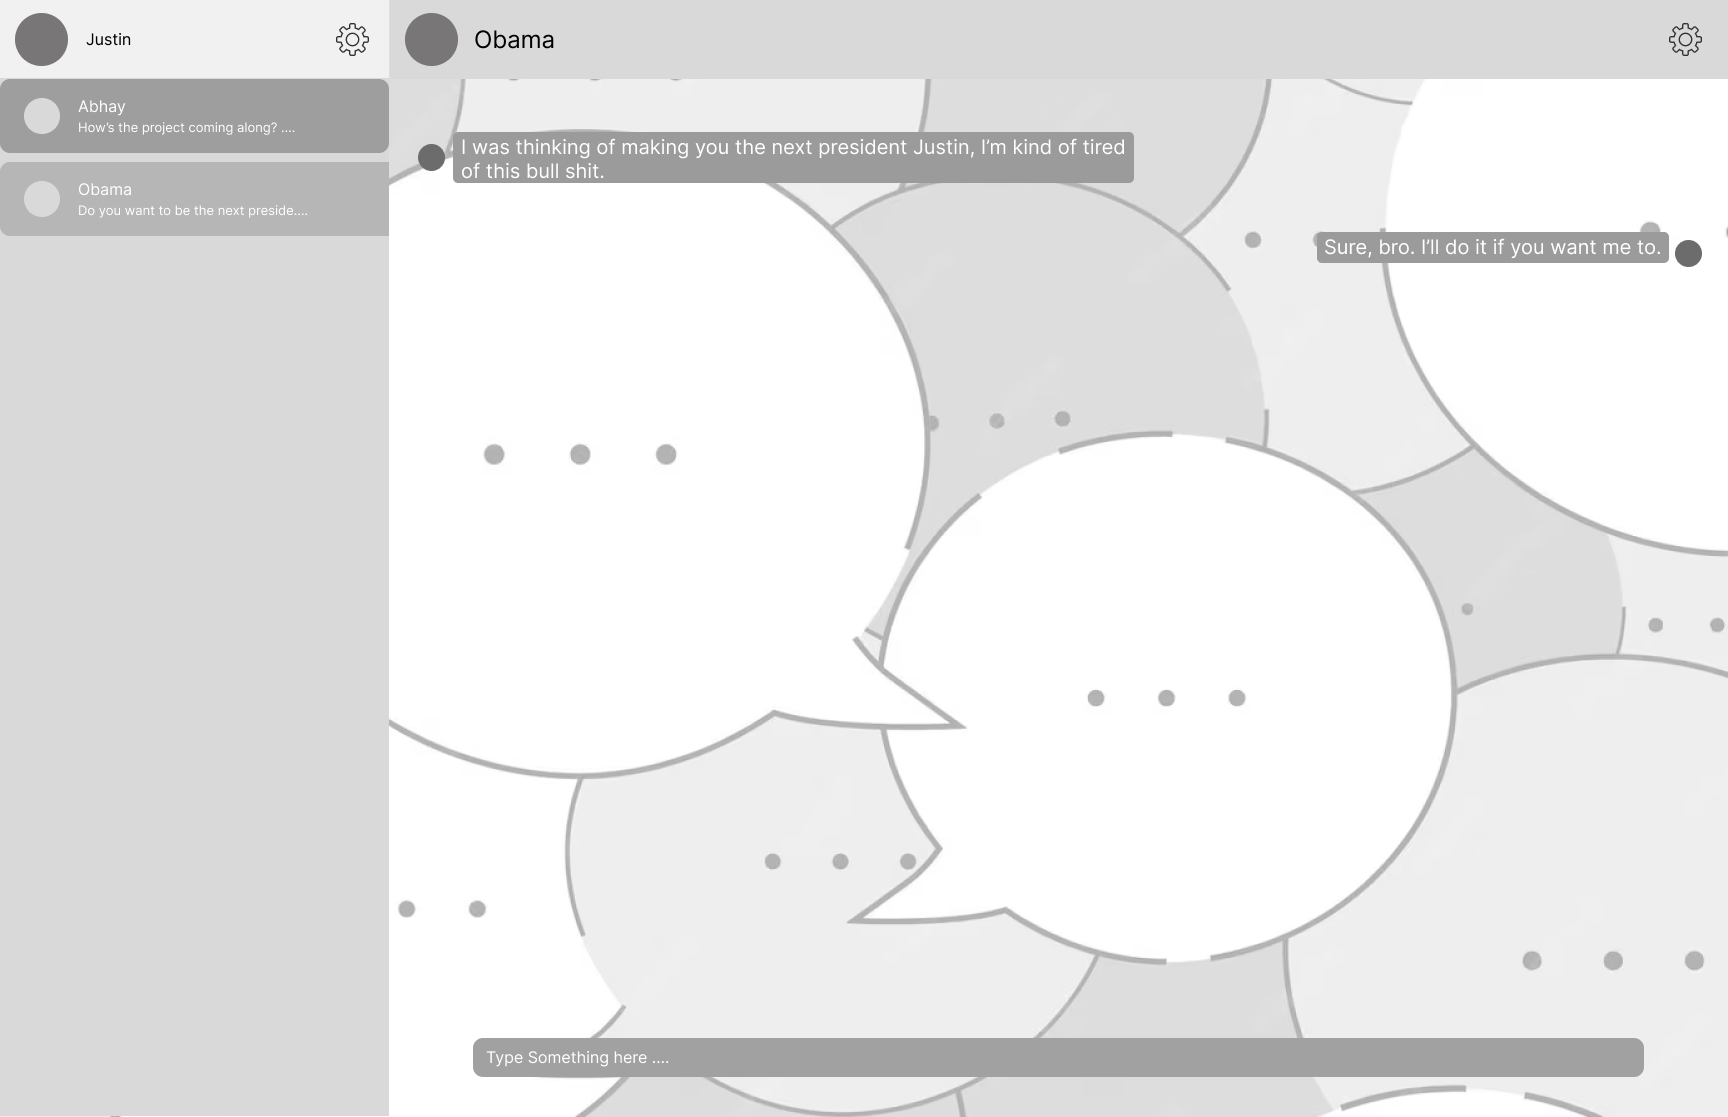 Justin
Obama
Abhay
How's the project coming along? ....
Obama
Do you want to be the next preside....
I was thinking of making you the next president Justin, I'm kind of tired
of this bull shit.
Sure, bro. I'll do it if you want me to.
Type Something here ....